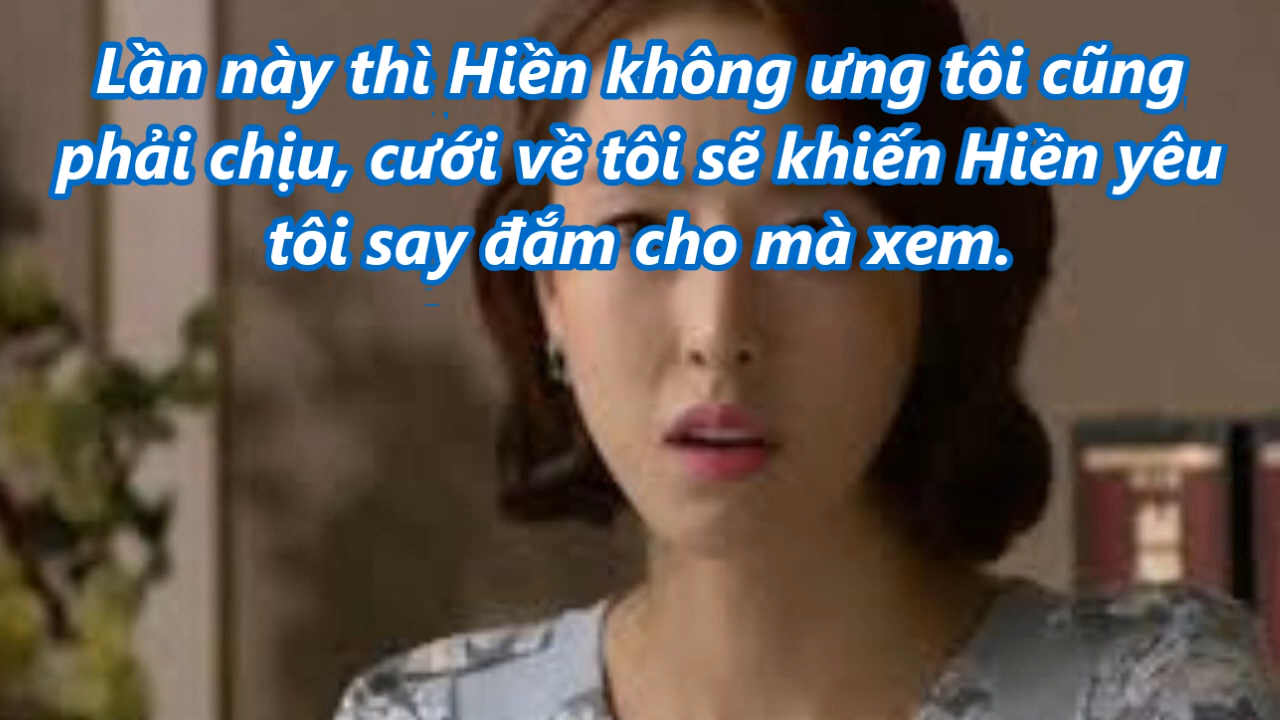 Lần này thì Hiền không ưng tôi cũng
phải chịu, cưới về tôi sẽ khiến Hiền yêu
tôi say đắm cho mà xem.